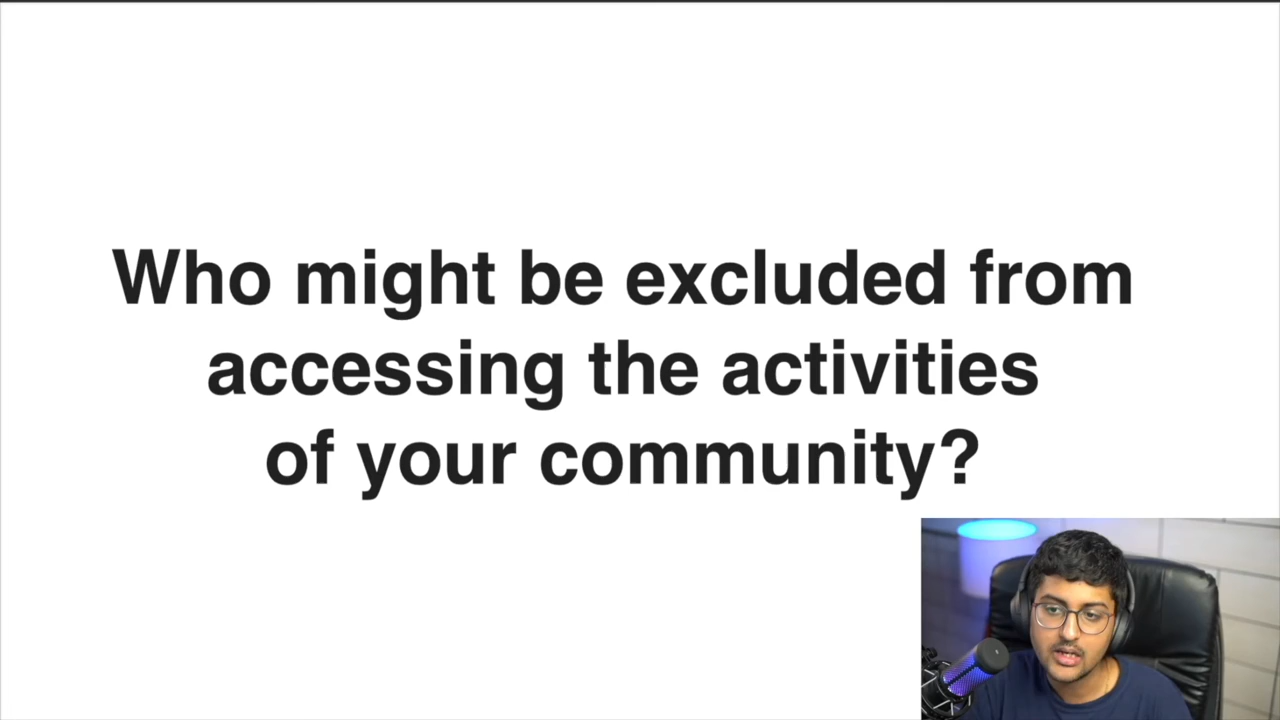 Who might be excluded from
accessing the activities
of your community?